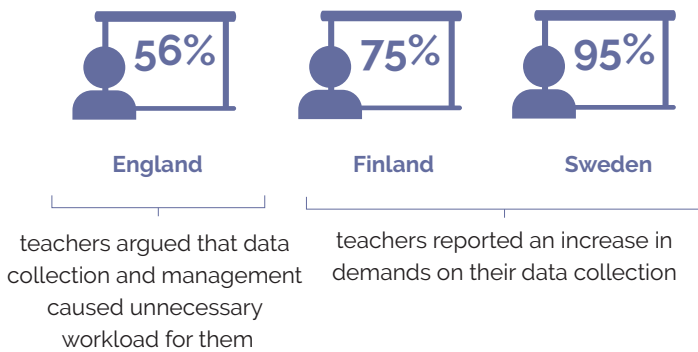 56%
75%
95%
England
Finland
Sweden
teachers argued that data
collection and management
caused unnecessary
workload for them
teachers reported an increase in
demands on their data collection